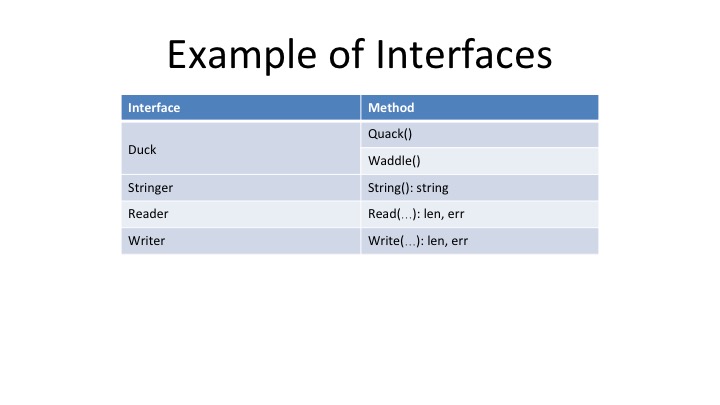 Example of Interfaces
Interface Method
Duck
Quack()
Waddle()
Stringer String(): string
Reader Read(...): len, err
Writer Write(...): len, err